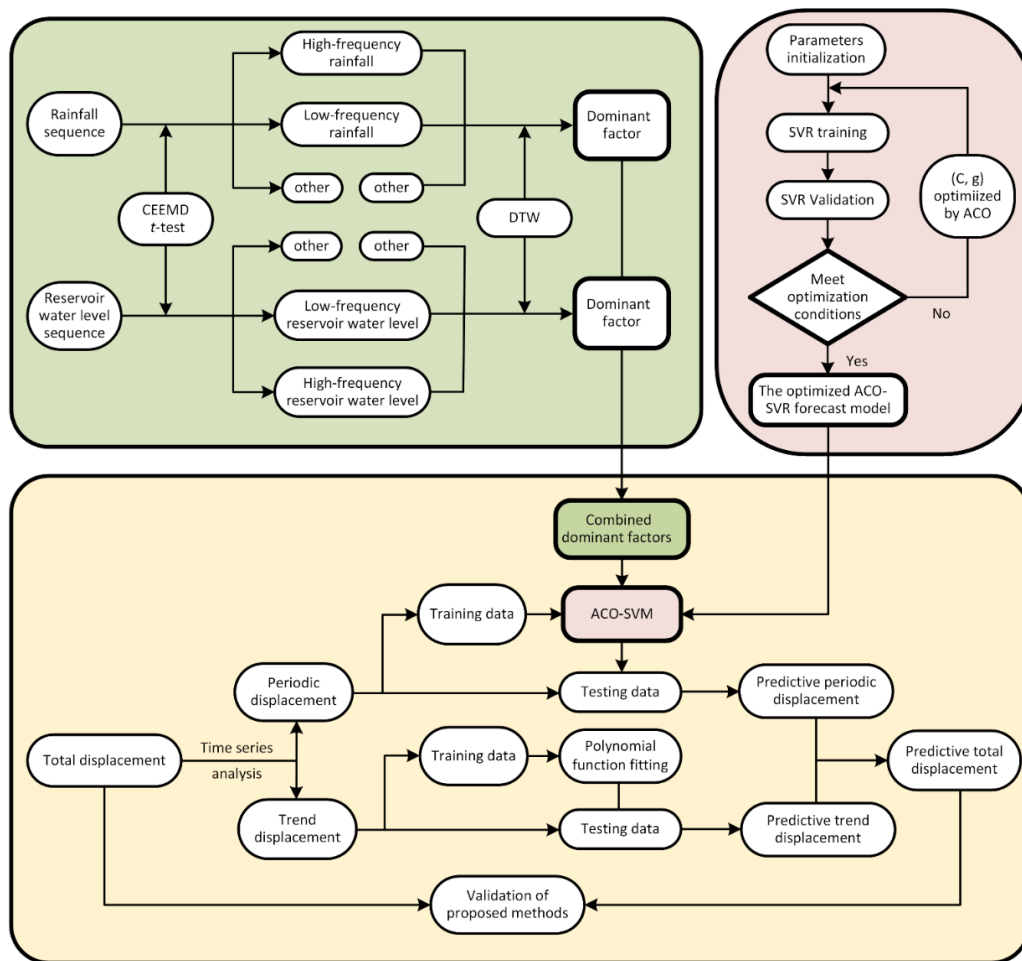 High-frequency
rainfall
Rainfall
sequence
Low-frequency
rainfall
Dominant
factor
other
other
CEEMD
t-test
DTW
other
other
Reservoir
water level
sequence
Low-frequency
reservoir water level
Dominant
factor
High-frequency
reservoir water level
Parameters
initialization
SVR training
SVR Validation
(C, g)
optimiized
by ACO
Meet
optimization
conditions
No
Yes
The optimized ACO-
SVR forecast model
Combined
dominant factors
Training data
ACO-SVM
Periodic
displacement
Testing data
Predictive periodic
displacement
Total displacement
Time series
analysis
Training data
Polynomial
function fitting
Predictive total
displacement
Trend
displacement
Testing data
Predictive trend
displacement
Validation of
proposed methods